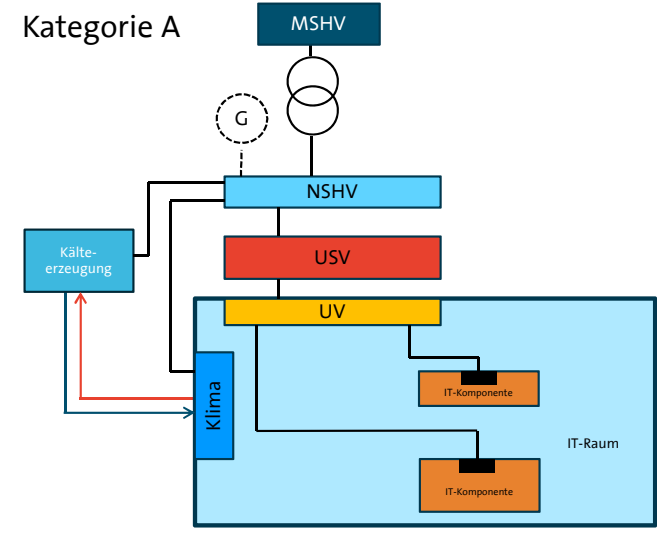 Kategorie A
MSHV
G
NSHV
Kälte-
erzeugung
USV
UV
Klima
IT-Komponente
IT-Raum
IT-Komponente